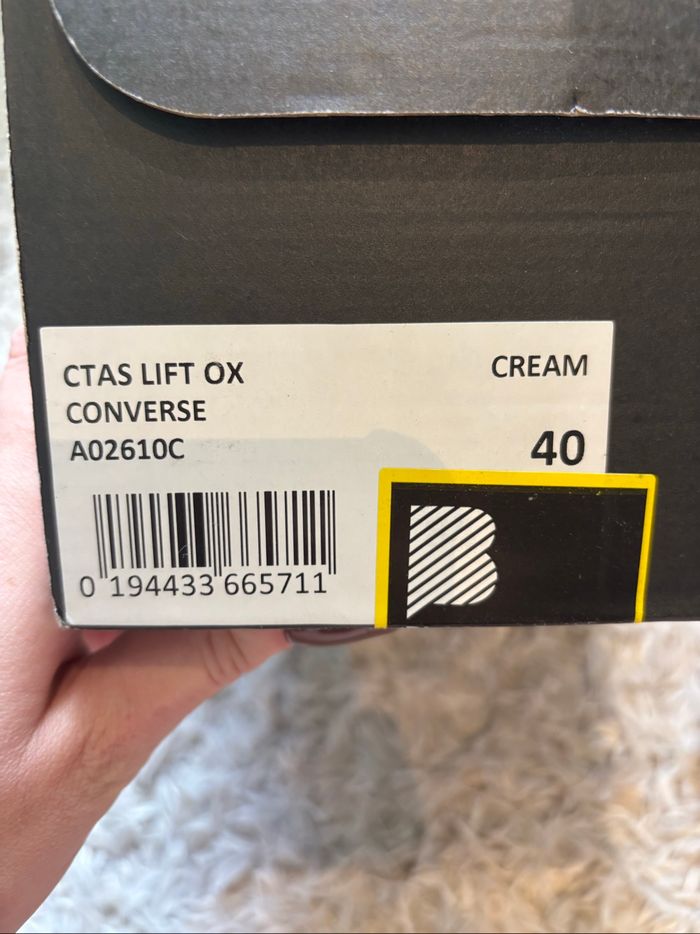 CTAS LIFT OX
CREAM
CONVERSE
A02610C
40
0 194433 665711
B